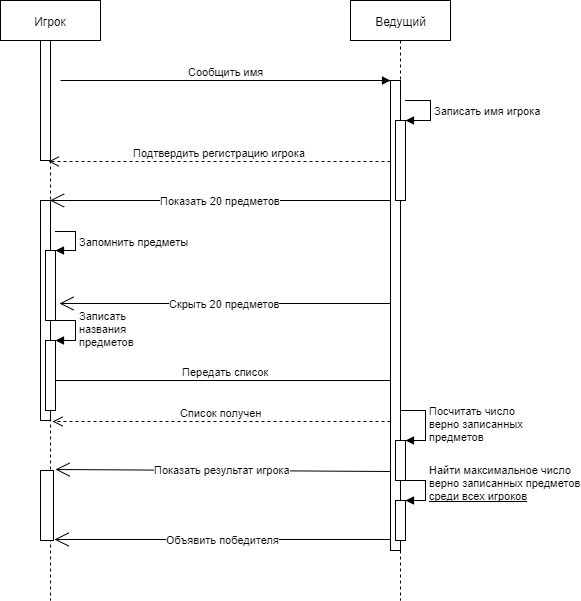 Игрок
Ведущий
Сообщить имя
Записать имя игрока
Подтвердить регистрацию игрока
Показать 20 предметов
Запомнить предметы
Скрыть 20 предметов
Записать
названия
предметов
Передать список
Список получен
Посчитать число
верно записанных
предметов
Показать результат игрока
Найти максимальное число
верно записанных предметов
среди всех игроков
Объявить победителя